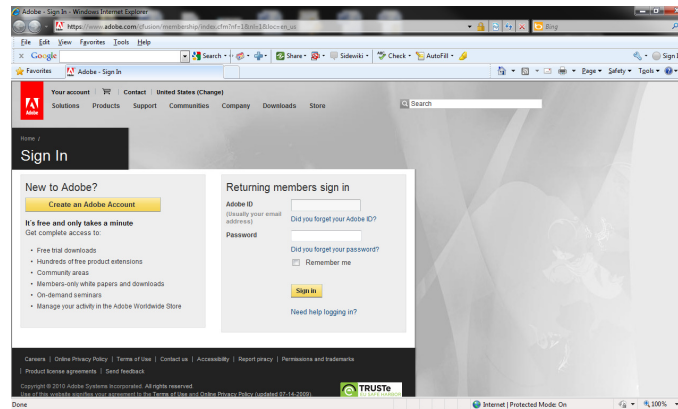 Adobe - Sign In - Windows Internet Explorer
https://www.adobe.com/cfusion/membership/index.cfm?nf=1&nl=1&loc=en_us
Bing
File Edit View Favorites Tools Help
x Google Search Share Sidewiki Check AutoFill Sign I
Favorites Adobe - Sign In Page Safety Tools
Your account Contact United States (Change)
Solutions Products Support Communities Company Downloads Store Search
Adobe
Home /
Sign In
New to Adobe?
Create an Adobe Account
It's free and only takes a minute
Get complete access to:
• Free trial downloads
• Hundreds of free product extensions
• Community areas
• Members-only white papers and downloads
• On-demand seminars
• Manage your activity in the Adobe Worldwide Store
Returning members sign in
Adobe ID
(Usually your email
address)
Did you forget your Adobe ID?
Password
Did you forget your password?
Remember me
Sign in
Need help logging in?
Careers | Online Privacy Policy | Terms of Use | Contact us | Accessibility | Report piracy | Permissions and trademarks
| Product license agreements | Send feedback
Copyright © 2010 Adobe Systems Incorporated. All rights reserved.
Use of this website signifies your agreement to the Terms of Use and Online Privacy Policy (updated 07-14-2009).
TRUSTe
EU SAFE HARBOR
Done Internet | Protected Mode: On 100%